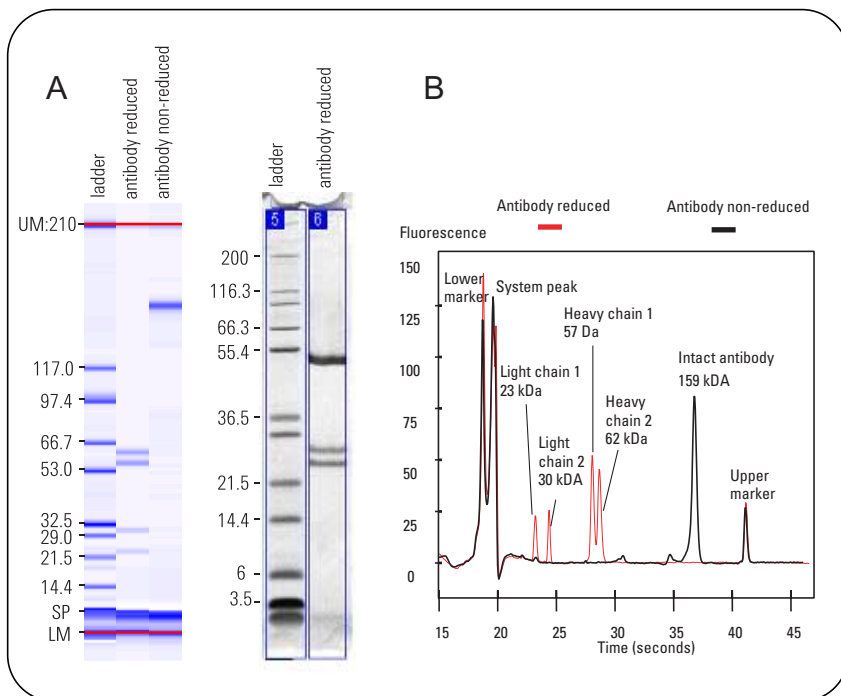 A
ladder
antibody reduced
antibody non-reduced
UM:210
117.0
97.4
66.7
53.0
32.5
29.0
21.5
14.4
SP
LM
ladder
antibody reduced
5
6
200
116.3
66.3
55.4
36.5
21.5
14.4
6
3.5
B
Antibody reduced
Antibody non-reduced
Fluorescence
150
125
100
75
50
25
0
Lower
marker
System peak
Heavy chain 1
57 Da
Light chain 1
23 kDa
Light
chain 2
30 kDA
Heavy
chain 2
62 kDa
Intact antibody
159 kDA
Upper
marker
15
20
25
30
35
40
45
Time (seconds)